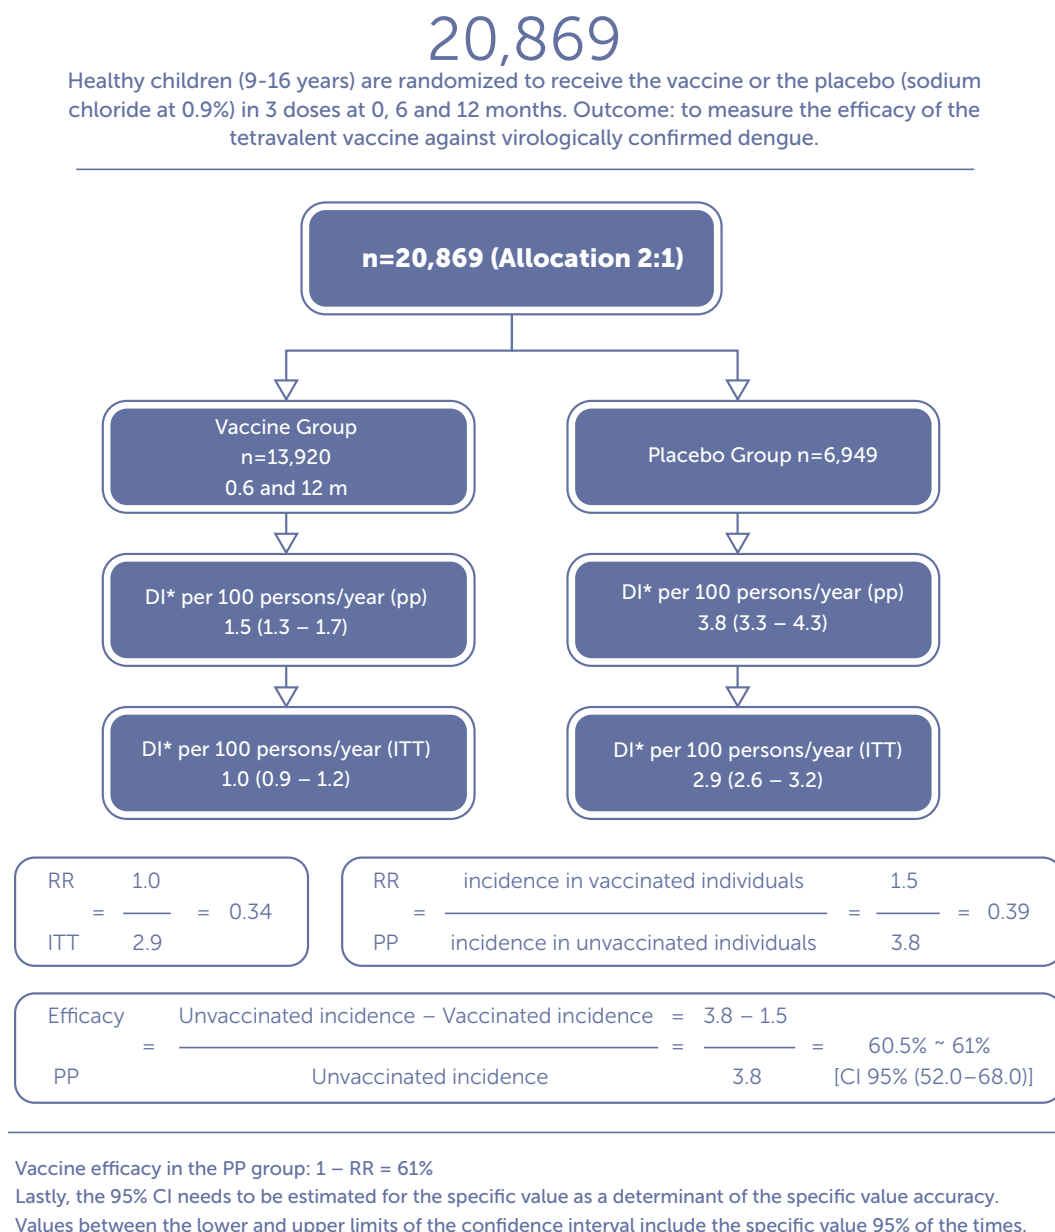 20,869
Healthy children (9-16 years) are randomized to receive the vaccine or the placebo (sodium
chloride at 0.9%) in 3 doses at 0, 6 and 12 months. Outcome: to measure the efficacy of the
tetravalent vaccine against virologically confirmed dengue.
n=20,869 (Allocation 2:1)
Vaccine Group
n=13,920
0.6 and 12 m
Placebo Group n=6,949
DI* per 100 persons/year (pp)
1.5 (1.3 – 1.7)
DI* per 100 persons/year (pp)
3.8 (3.3 – 4.3)
DI* per 100 persons/year (ITT)
1.0 (0.9 – 1.2)
DI* per 100 persons/year (ITT)
2.9 (2.6 – 3.2)
RR 1.0
= = 0.34
ITT 2.9
RR incidence in vaccinated individuals 1.5
= = = 0.39
PP incidence in unvaccinated individuals 3.8
Efficacy Unvaccinated incidence – Vaccinated incidence = 3.8 – 1.5
= = = 60.5% ~ 61%
PP Unvaccinated incidence 3.8 [CI 95% (52.0–68.0)]
Vaccine efficacy in the PP group: 1 – RR = 61%
Lastly, the 95% CI needs to be estimated for the specific value as a determinant of the specific value accuracy.
Values between the lower and upper limits of the confidence interval include the specific value 95% of the times.